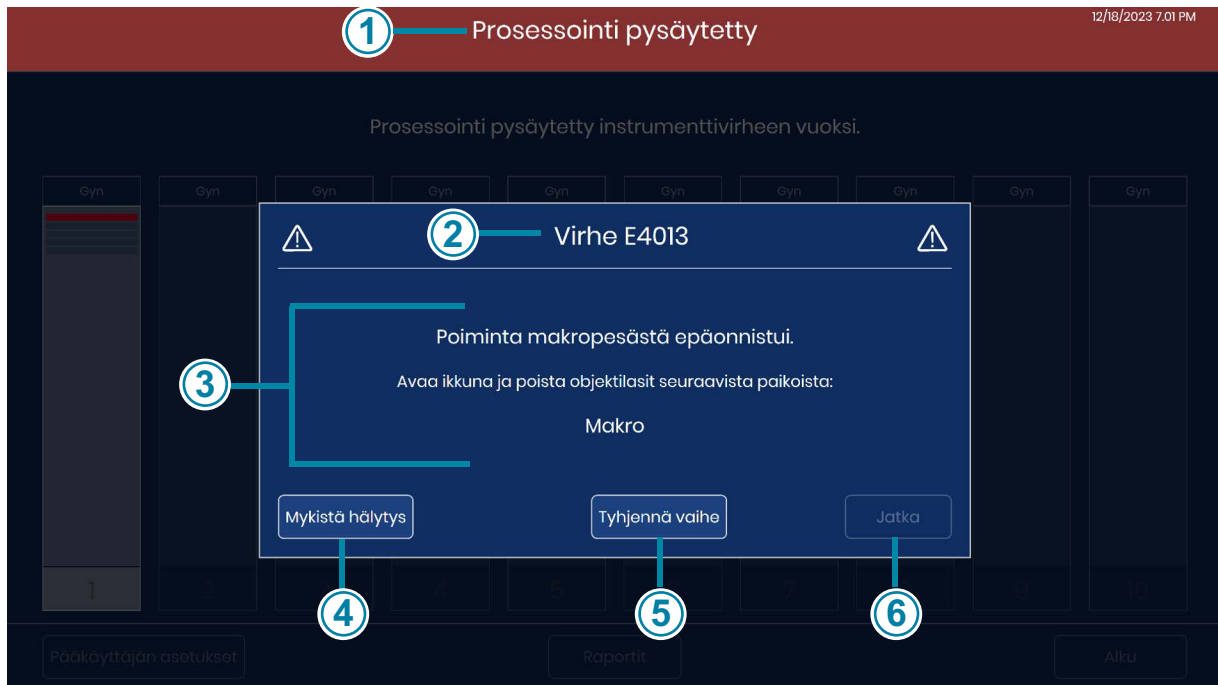 1 Prosessointi pysäytetty 12/18/2023 7.01 PM
Prosessointi pysäytetty instrumenttivirheen vuoksi.
Gyn Gyn Gyn Gyn Gyn Gyn Gyn Gyn Gyn Gyn
2 Virhe E4013
Poiminta makropesästä epäonnistui.
3 Avaa ikkuna ja poista objektilasit seuraavista paikoista:
Makro
Mykistä hälytys Tyhjennä vaihe Jatka
1 2 3 4 5 7 9 10
4 5 6
Pääkäyttäjän asetukset Raportit Alku